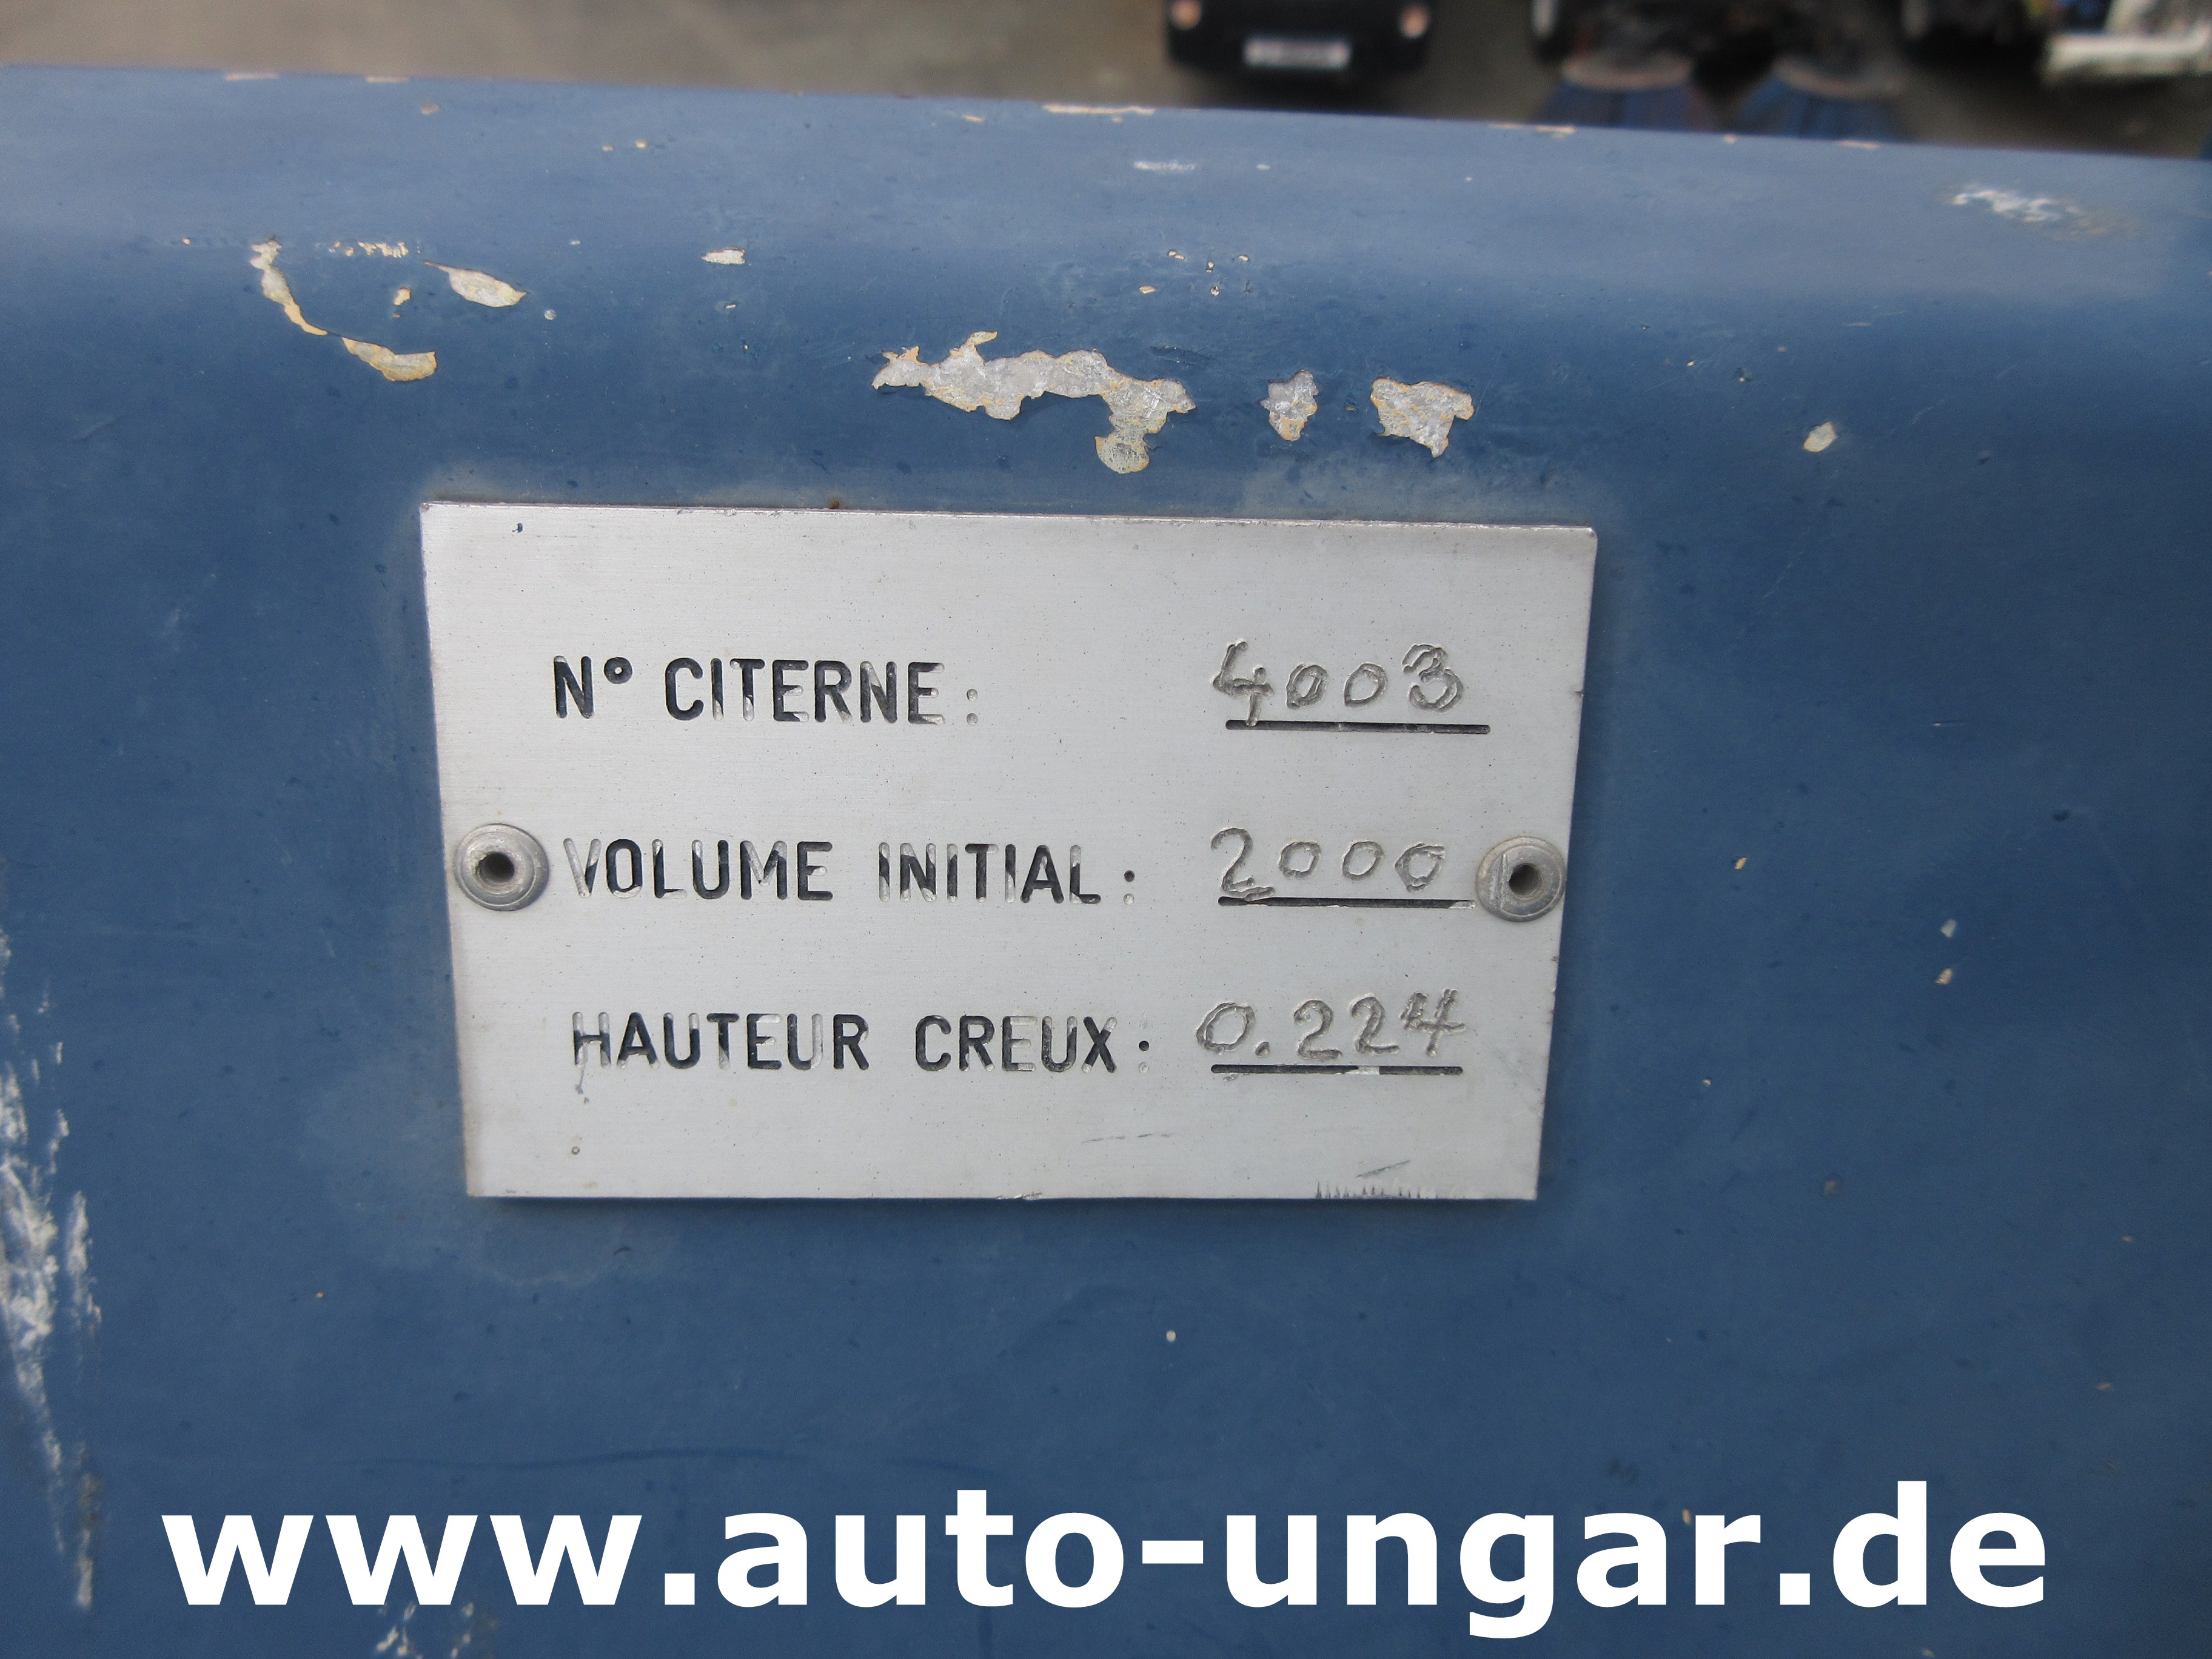 N° CITERNE: 4003
VOLUME INITIAL: 2000
HAUTEUR CREUX: 0.224
www.auto-ungar.de